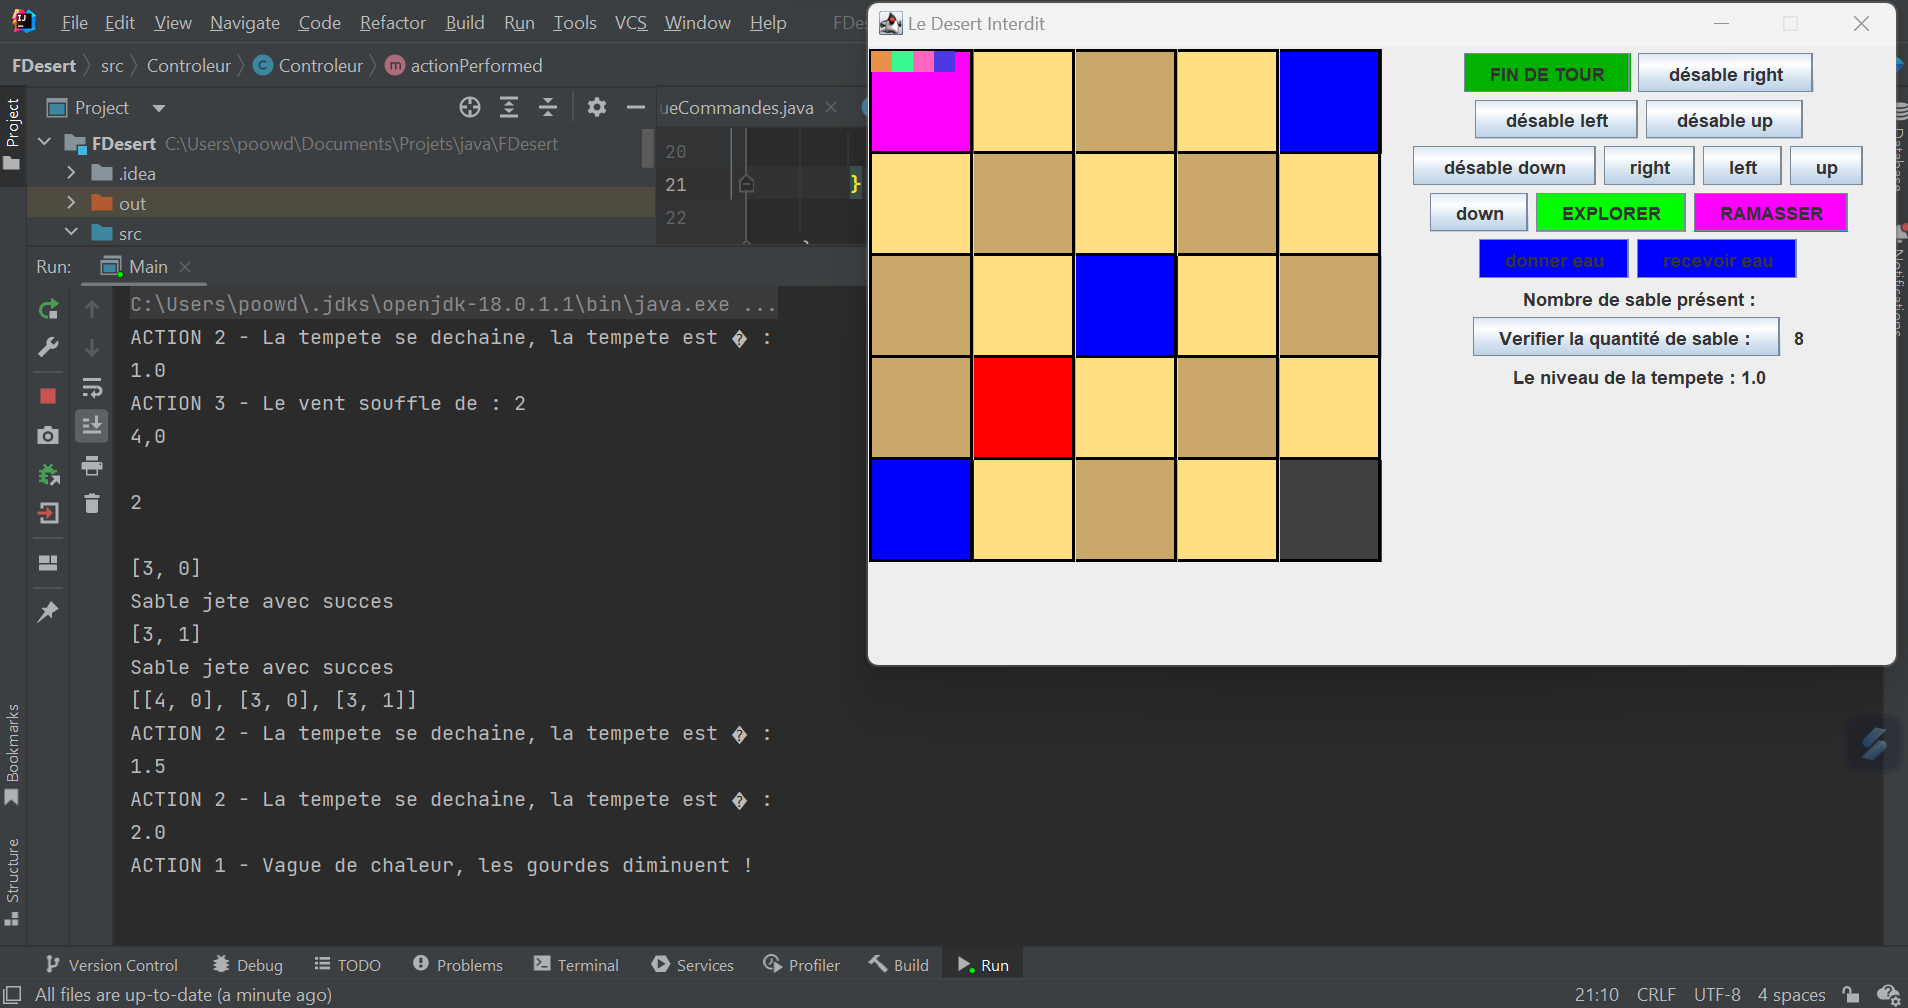 File Edit View Navigate Code Refactor Build Run Tools VCS Window Help FDes
FDesert src Controleur Controleur actionPerformed
Project
Project
FDesert C:\Users\poowd\Documents\Projets\java\FDesert
.idea
out
src
ueCommandes.java
20
21 }
22
Run: Main
C:\Users\poowd\.jdks\openjdk-18.0.1.1\bin\java.exe ...
ACTION 2 - La tempete se dechaine, la tempete est � :
1.0
ACTION 3 - Le vent souffle de : 2
4,0
2
[3, 0]
Sable jete avec succes
[3, 1]
Sable jete avec succes
[[4, 0], [3, 0], [3, 1]]
ACTION 2 - La tempete se dechaine, la tempete est � :
1.5
ACTION 2 - La tempete se dechaine, la tempete est � :
2.0
ACTION 1 - Vague de chaleur, les gourdes diminuent !
Bookmarks
Structure
Le Desert Interdit
FIN DE TOUR désable right
désable left désable up
désable down right left up
down EXPLORER RAMASSER
donner eau recevoir eau
Nombre de sable présent :
Verifier la quantité de sable : 8
Le niveau de la tempete : 1.0
Database
Notifications
Version Control Debug TODO Problems Terminal Services Profiler Build Run
All files are up-to-date (a minute ago) 21:10 CRLF UTF-8 4 spaces